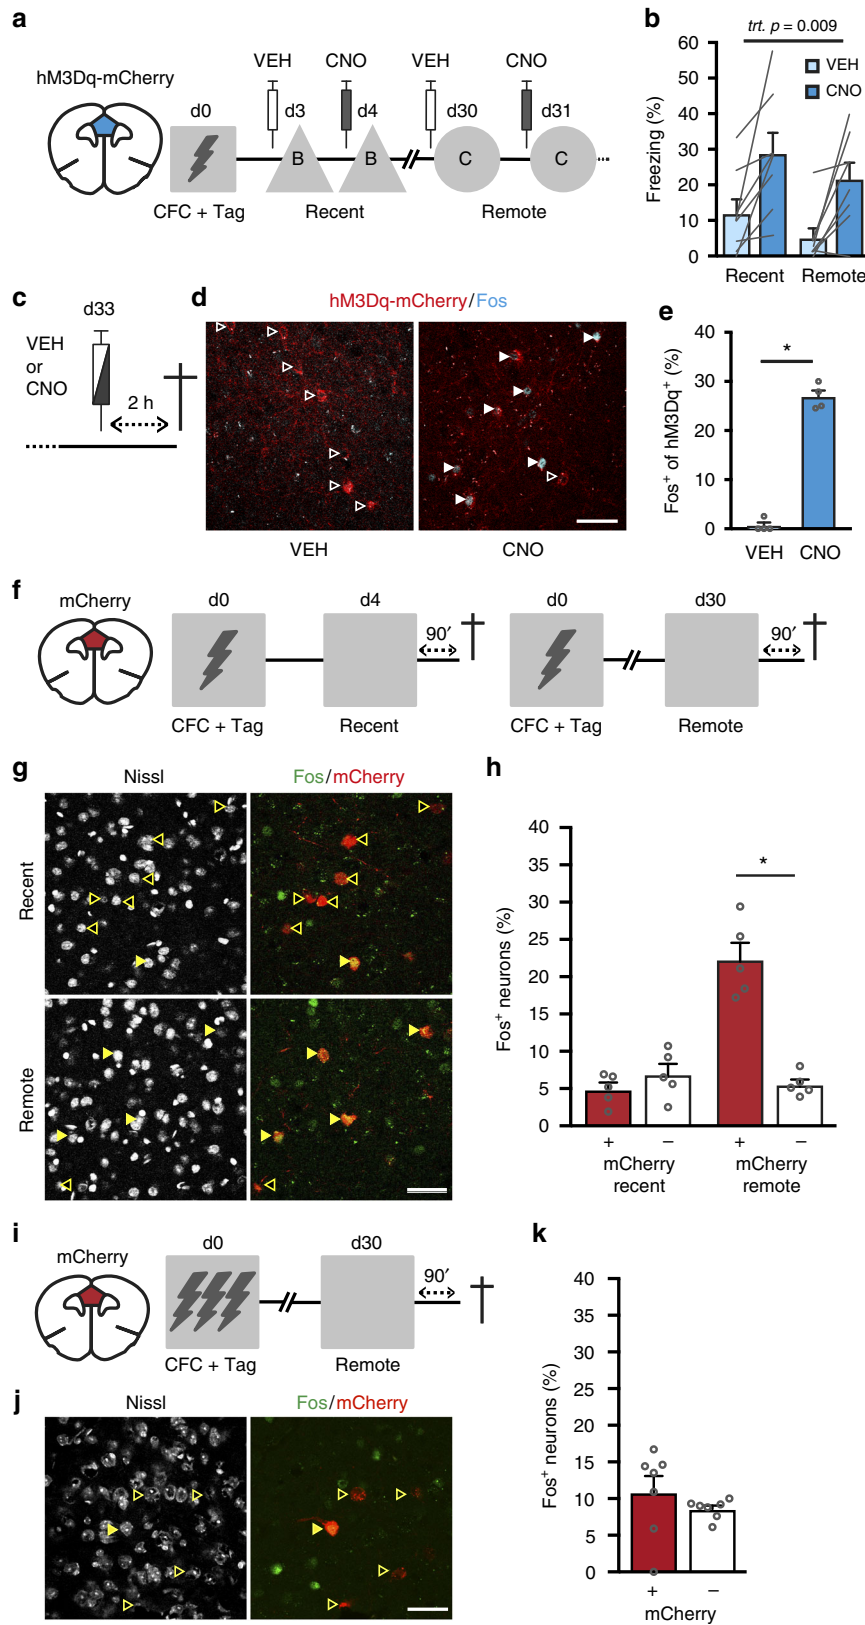 a
hM3Dq-mCherry
VEH
CNO
VEH
CNO
d0
d3
d4
d30
d31
B
B
C
C
CFC + Tag
Recent
Remote
b
trt. p = 0.009
Freezing (%)
60
50
40
30
20
10
0
VEH
CNO
Recent
Remote
c
d33
VEH
or
CNO
2 h
d
hM3Dq-mCherry/Fos
VEH
CNO
e
Fos+ of hM3Dq+ (%)
40
30
20
10
0
*
VEH
CNO
f
mCherry
d0
d4
90′
CFC + Tag
Recent
d0
d30
90′
CFC + Tag
Remote
g
Nissl
Fos/mCherry
Recent
Remote
h
Fos+ neurons (%)
40
35
30
25
20
15
10
5
0
*
+
–
+
–
mCherry
recent
mCherry
remote
i
mCherry
d0
d30
90′
CFC + Tag
Remote
j
Nissl
Fos/mCherry
k
Fos+ neurons (%)
40
35
30
25
20
15
10
5
0
+
–
mCherry